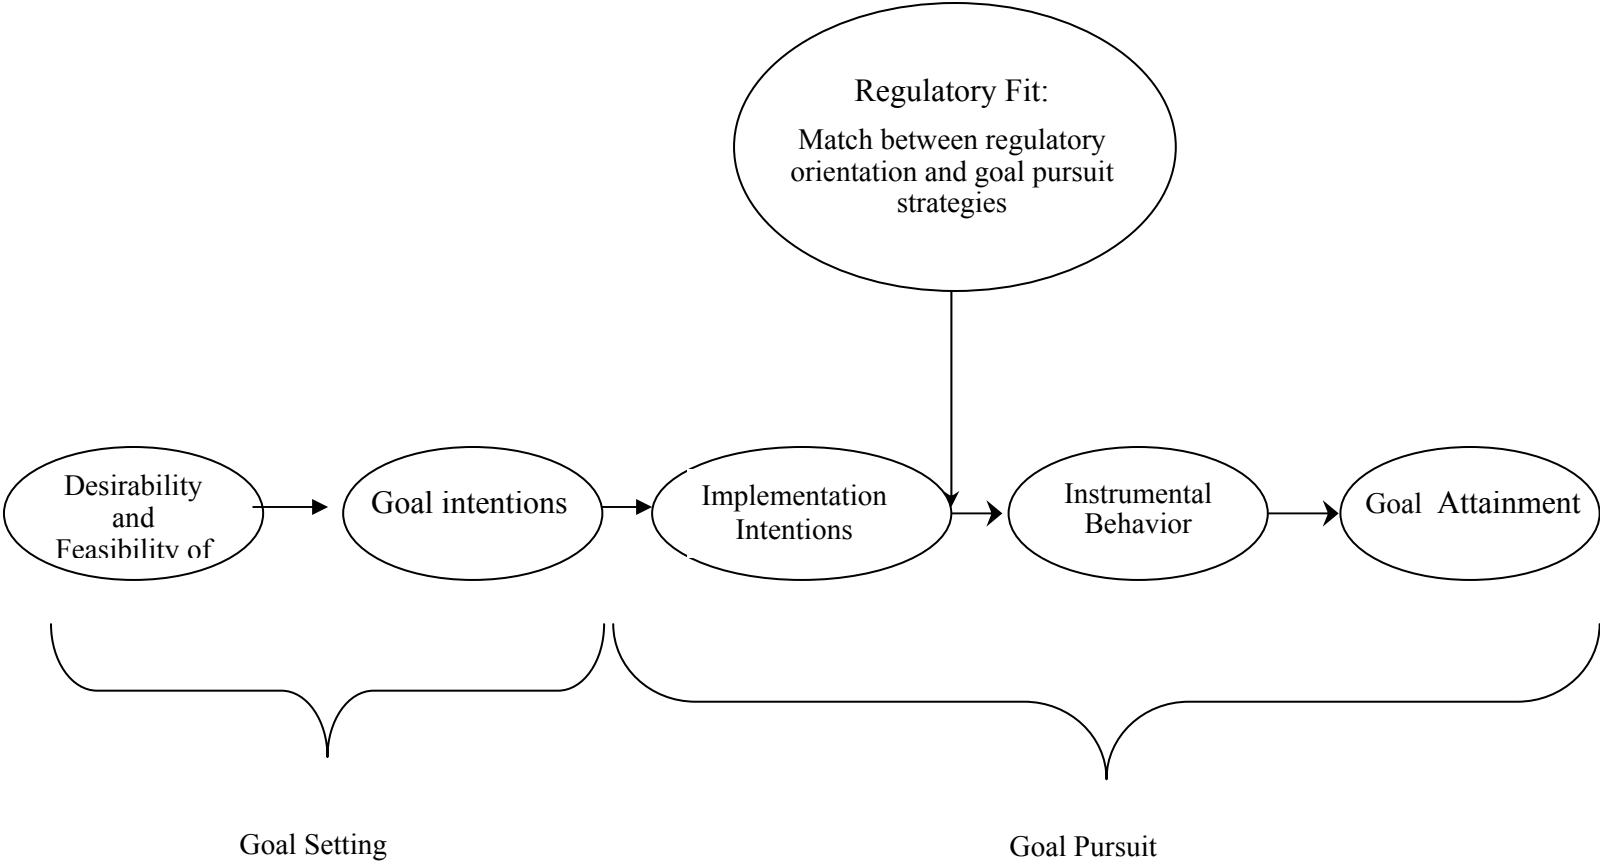 Regulatory Fit:
Match between regulatory
orientation and goal pursuit
strategies
Desirability
and
Feasibility of
Goal intentions
Implementation
Intentions
Instrumental
Behavior
Goal Attainment
Goal Setting
Goal Pursuit